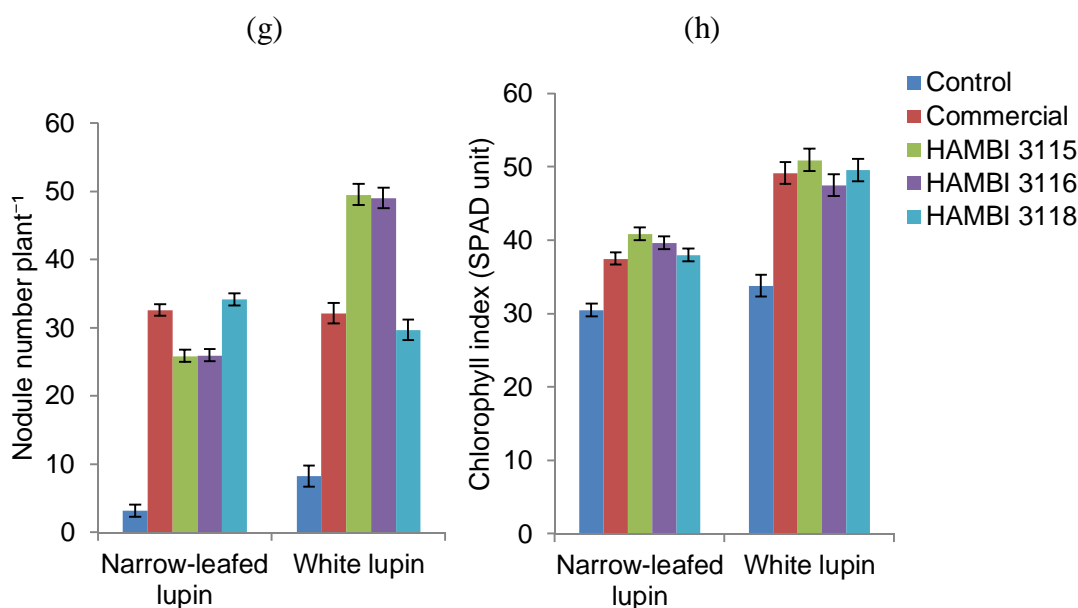 (g)
Nodule number plant⁻¹
60
50
40
30
20
10
0
Narrow-leafed
lupin
White lupin
(h)
Chlorophyll index (SPAD unit)
60
50
40
30
20
10
0
Narrow-leafed
lupin
White lupin
Control
Commercial
HAMBI 3115
HAMBI 3116
HAMBI 3118